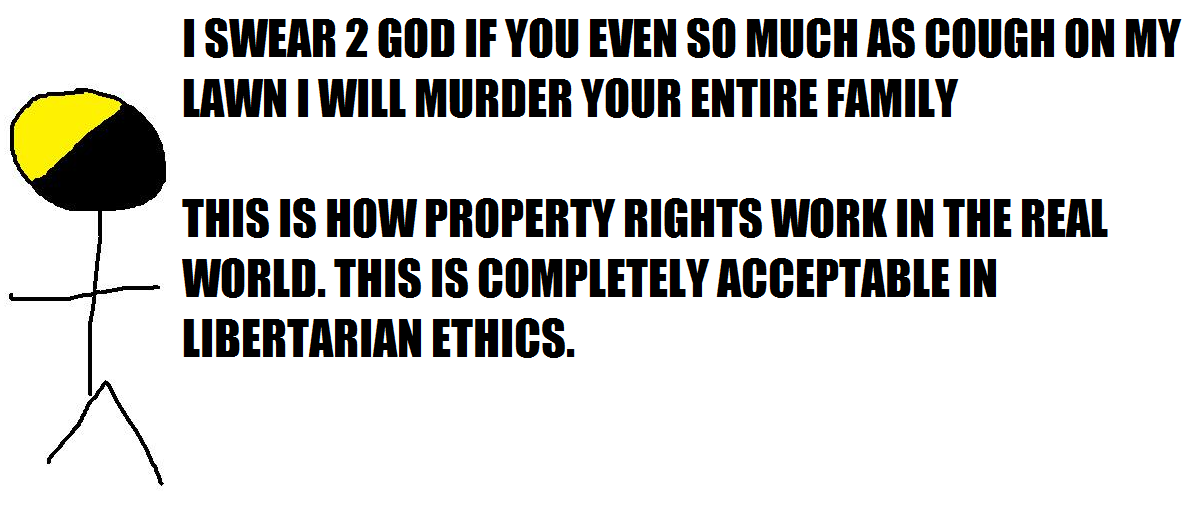 I SWEAR 2 GOD IF YOU EVEN SO MUCH AS COUGH ON MY
LAWN I WILL MURDER YOUR ENTIRE FAMILY
THIS IS HOW PROPERTY RIGHTS WORK IN THE REAL
WORLD. THIS IS COMPLETELY ACCEPTABLE IN
LIBERTARIAN ETHICS.